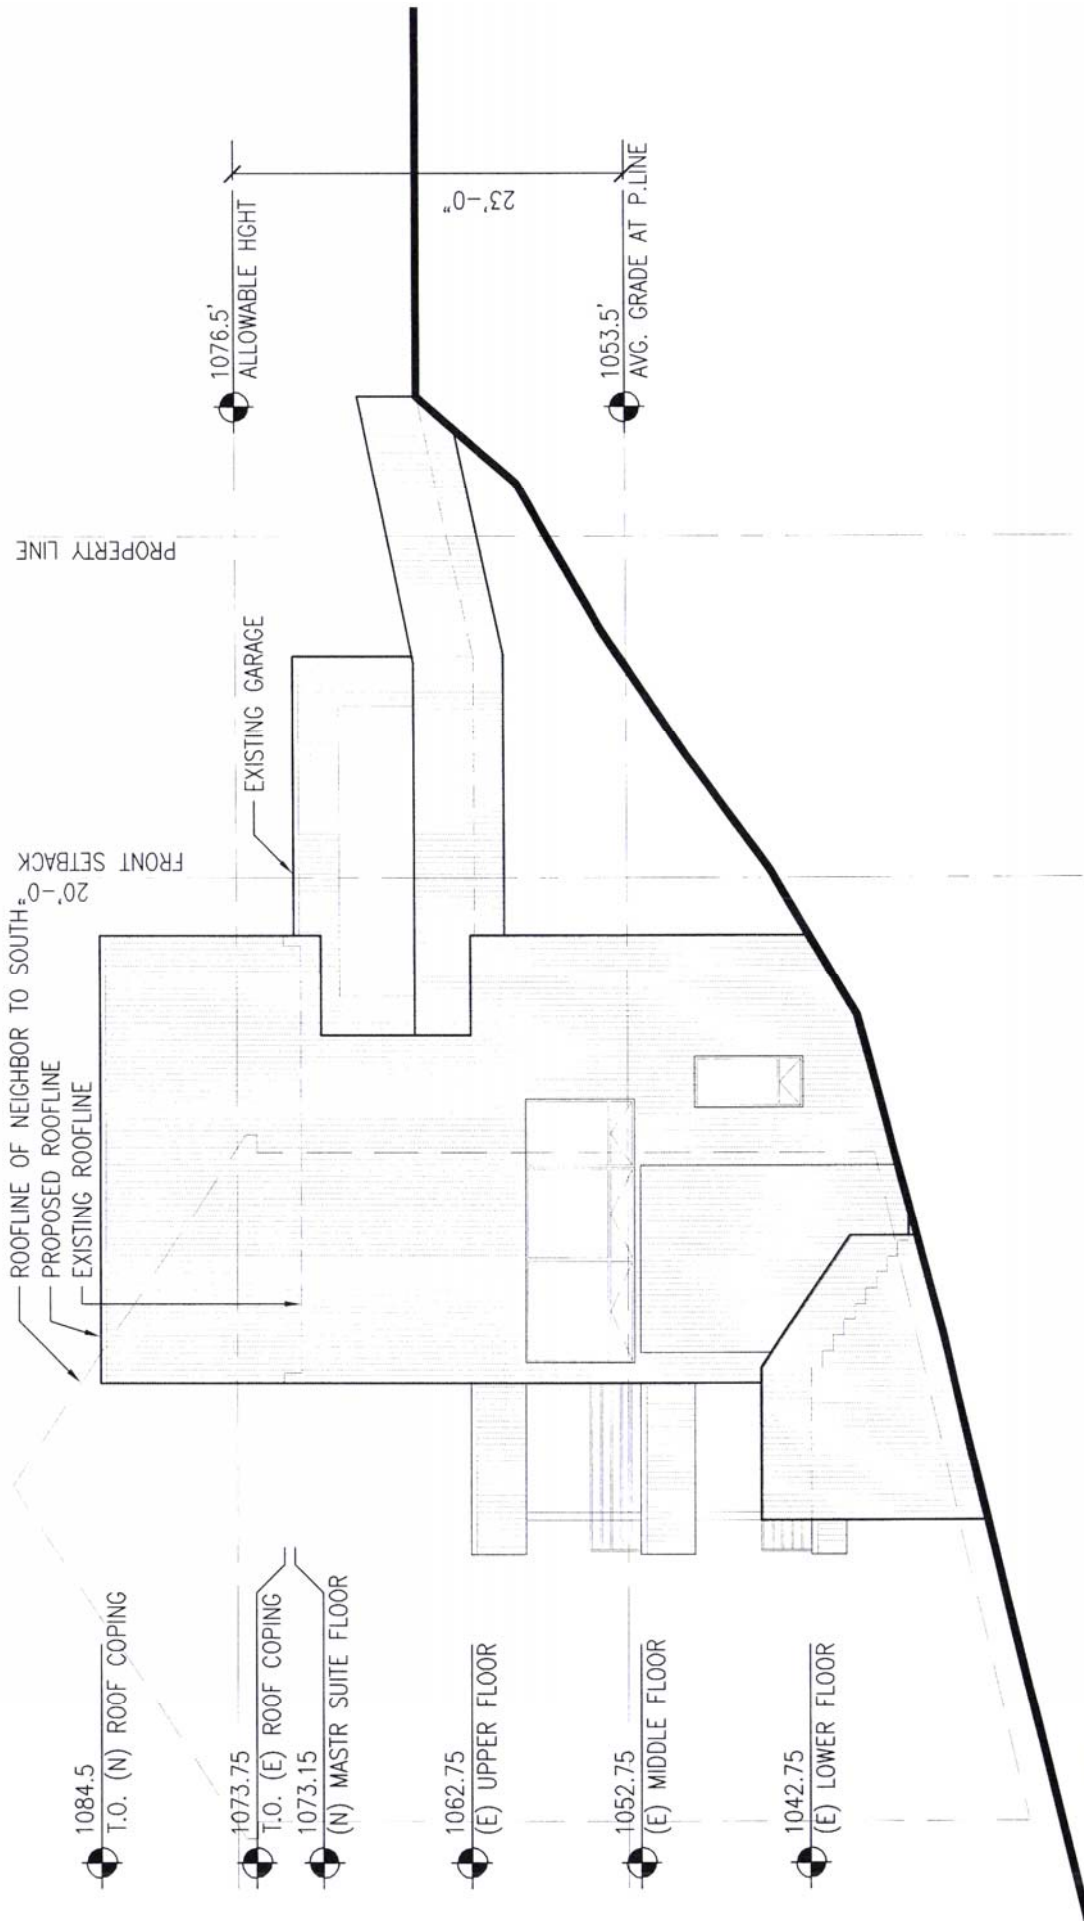 ROOFLINE OF NEIGHBOR TO SOUTH
PROPOSED ROOFLINE
EXISTING ROOFLINE
20'-0"
FRONT SETBACK
PROPERTY LINE
EXISTING GARAGE
1076.5'
ALLOWABLE HGHT
23'-0"
1053.5'
AVG. GRADE AT P.LINE
1084.5
T.O. (N) ROOF COPING
1073.75
T.O. (E) ROOF COPING
1073.15
(N) MASTR SUITE FLOOR
1062.75
(E) UPPER FLOOR
1052.75
(E) MIDDLE FLOOR
1042.75
(E) LOWER FLOOR